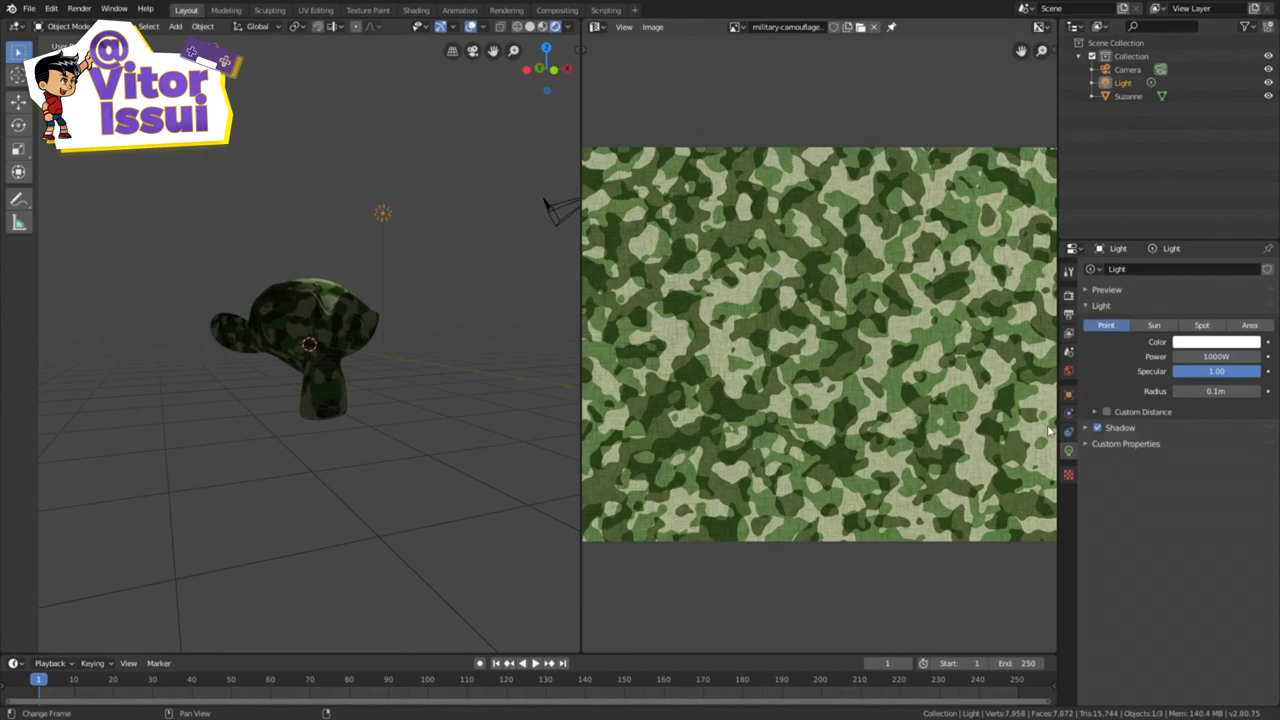 File Edit Render Window Help Layout Modeling Sculpting UV Editing Texture Paint Shading Animation Rendering Compositing Scripting + Scene View Layer
Object Mode Select Add Object Global View Image military-camouflage...
@
Vitor
Issui
Scene Collection
Collection
Camera
Light
Suzanne
Light Light
Light
Preview
Light
Point Sun Spot Area
Color
Power 1000W
Specular 1.00
Radius 0.1m
Custom Distance
Shadow
Custom Properties
Playback Keying View Marker 1 Start: 1 End: 250
1 10 20 30 40 50 60 70 80 90 100 110 120 130 140 150 160 170 180 190 200 210 220 230 240 250
Change Frame Pan View Collection | Light | Verts:7,958 | Faces:7,872 | Tris:15,744 | Objects:1/3 | Mem: 140.4 MB | v2.80.75